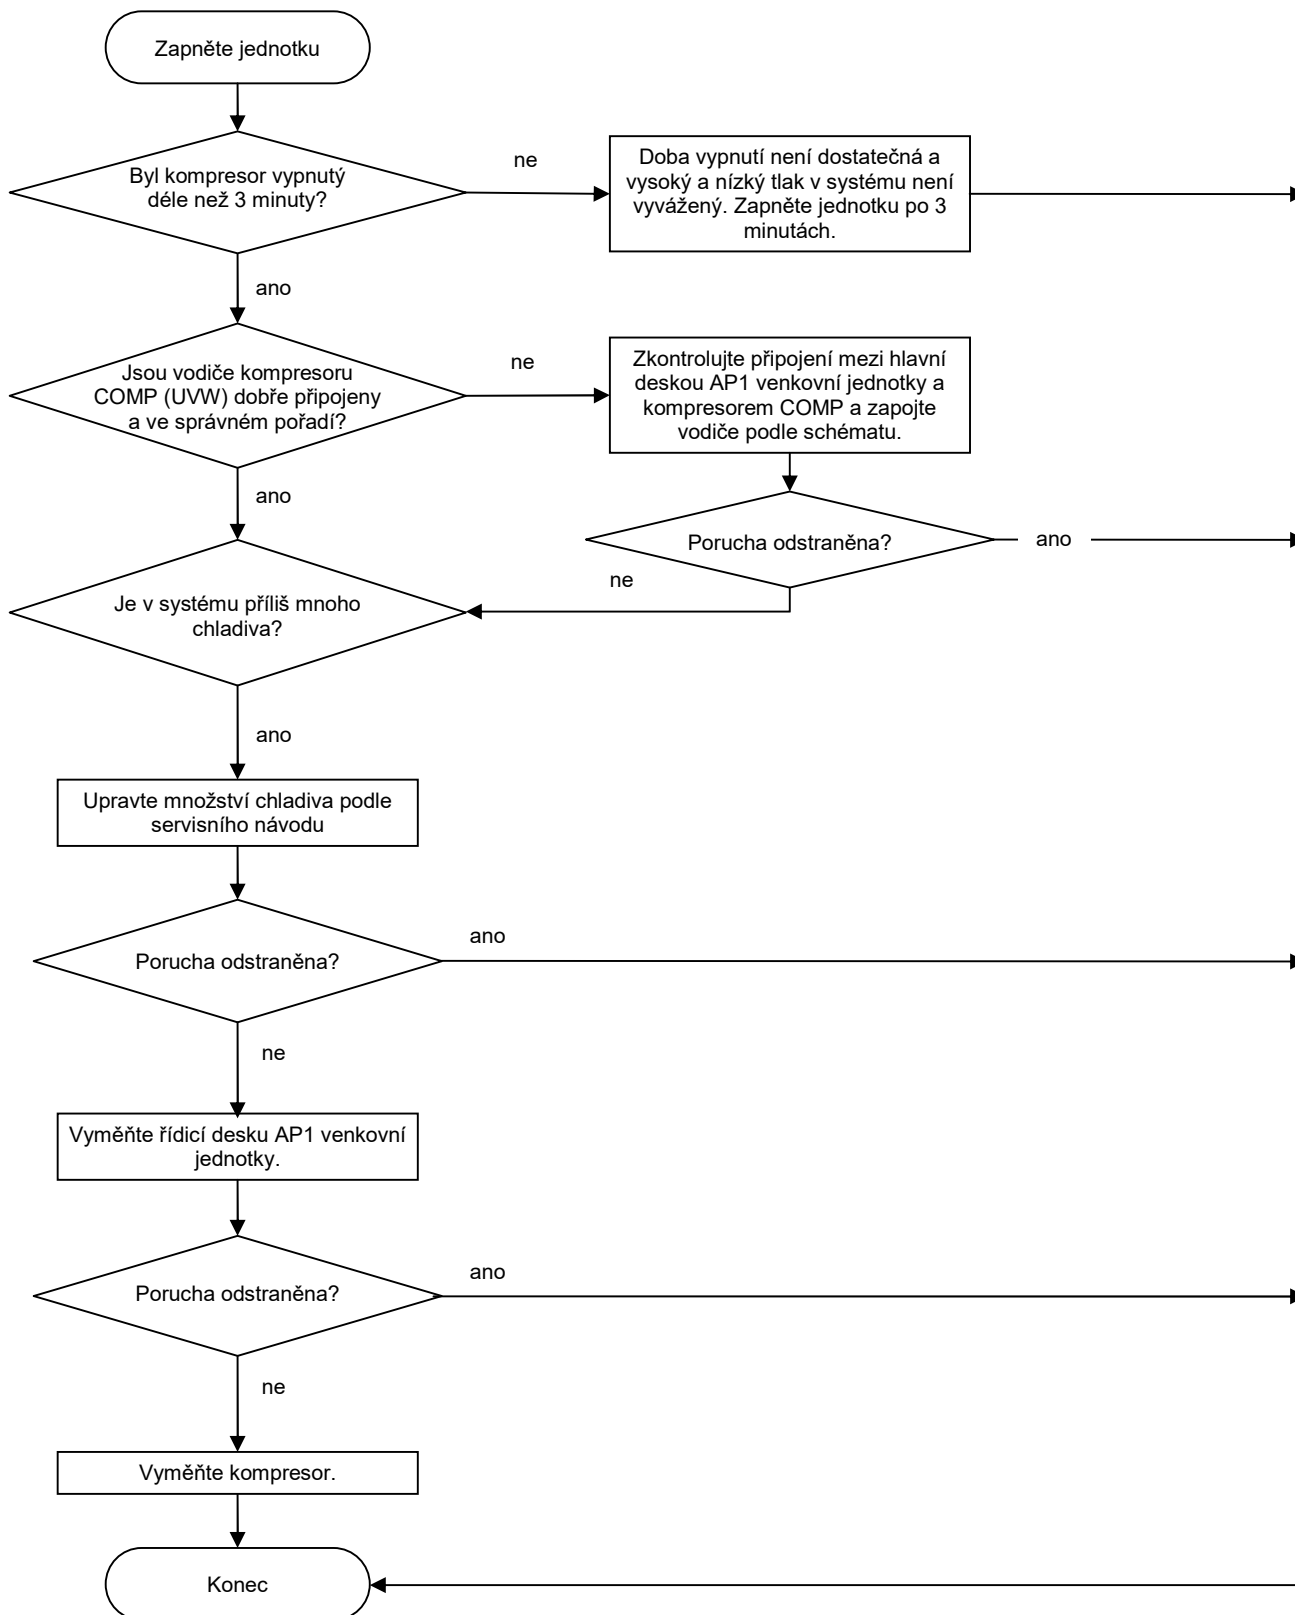 Zapněte jednotku
Byl kompresor vypnutý
déle než 3 minuty?
ne
Doba vypnutí není dostatečná a
vysoký a nízký tlak v systému není
vyvážený. Zapněte jednotku po 3
minutách.
ano
Jsou vodiče kompresoru
COMP (UVW) dobře připojeny
a ve správném pořadí?
ne
Zkontrolujte připojení mezi hlavní
deskou AP1 venkovní jednotky a
kompresorem COMP a zapojte
vodiče podle schématu.
ano
Porucha odstraněna?
ano
ne
Je v systému příliš mnoho
chladiva?
ano
Upravte množství chladiva podle
servisního návodu
Porucha odstraněna?
ano
ne
Vyměňte řídicí desku AP1 venkovní
jednotky.
Porucha odstraněna?
ano
ne
Vyměňte kompresor.
Konec